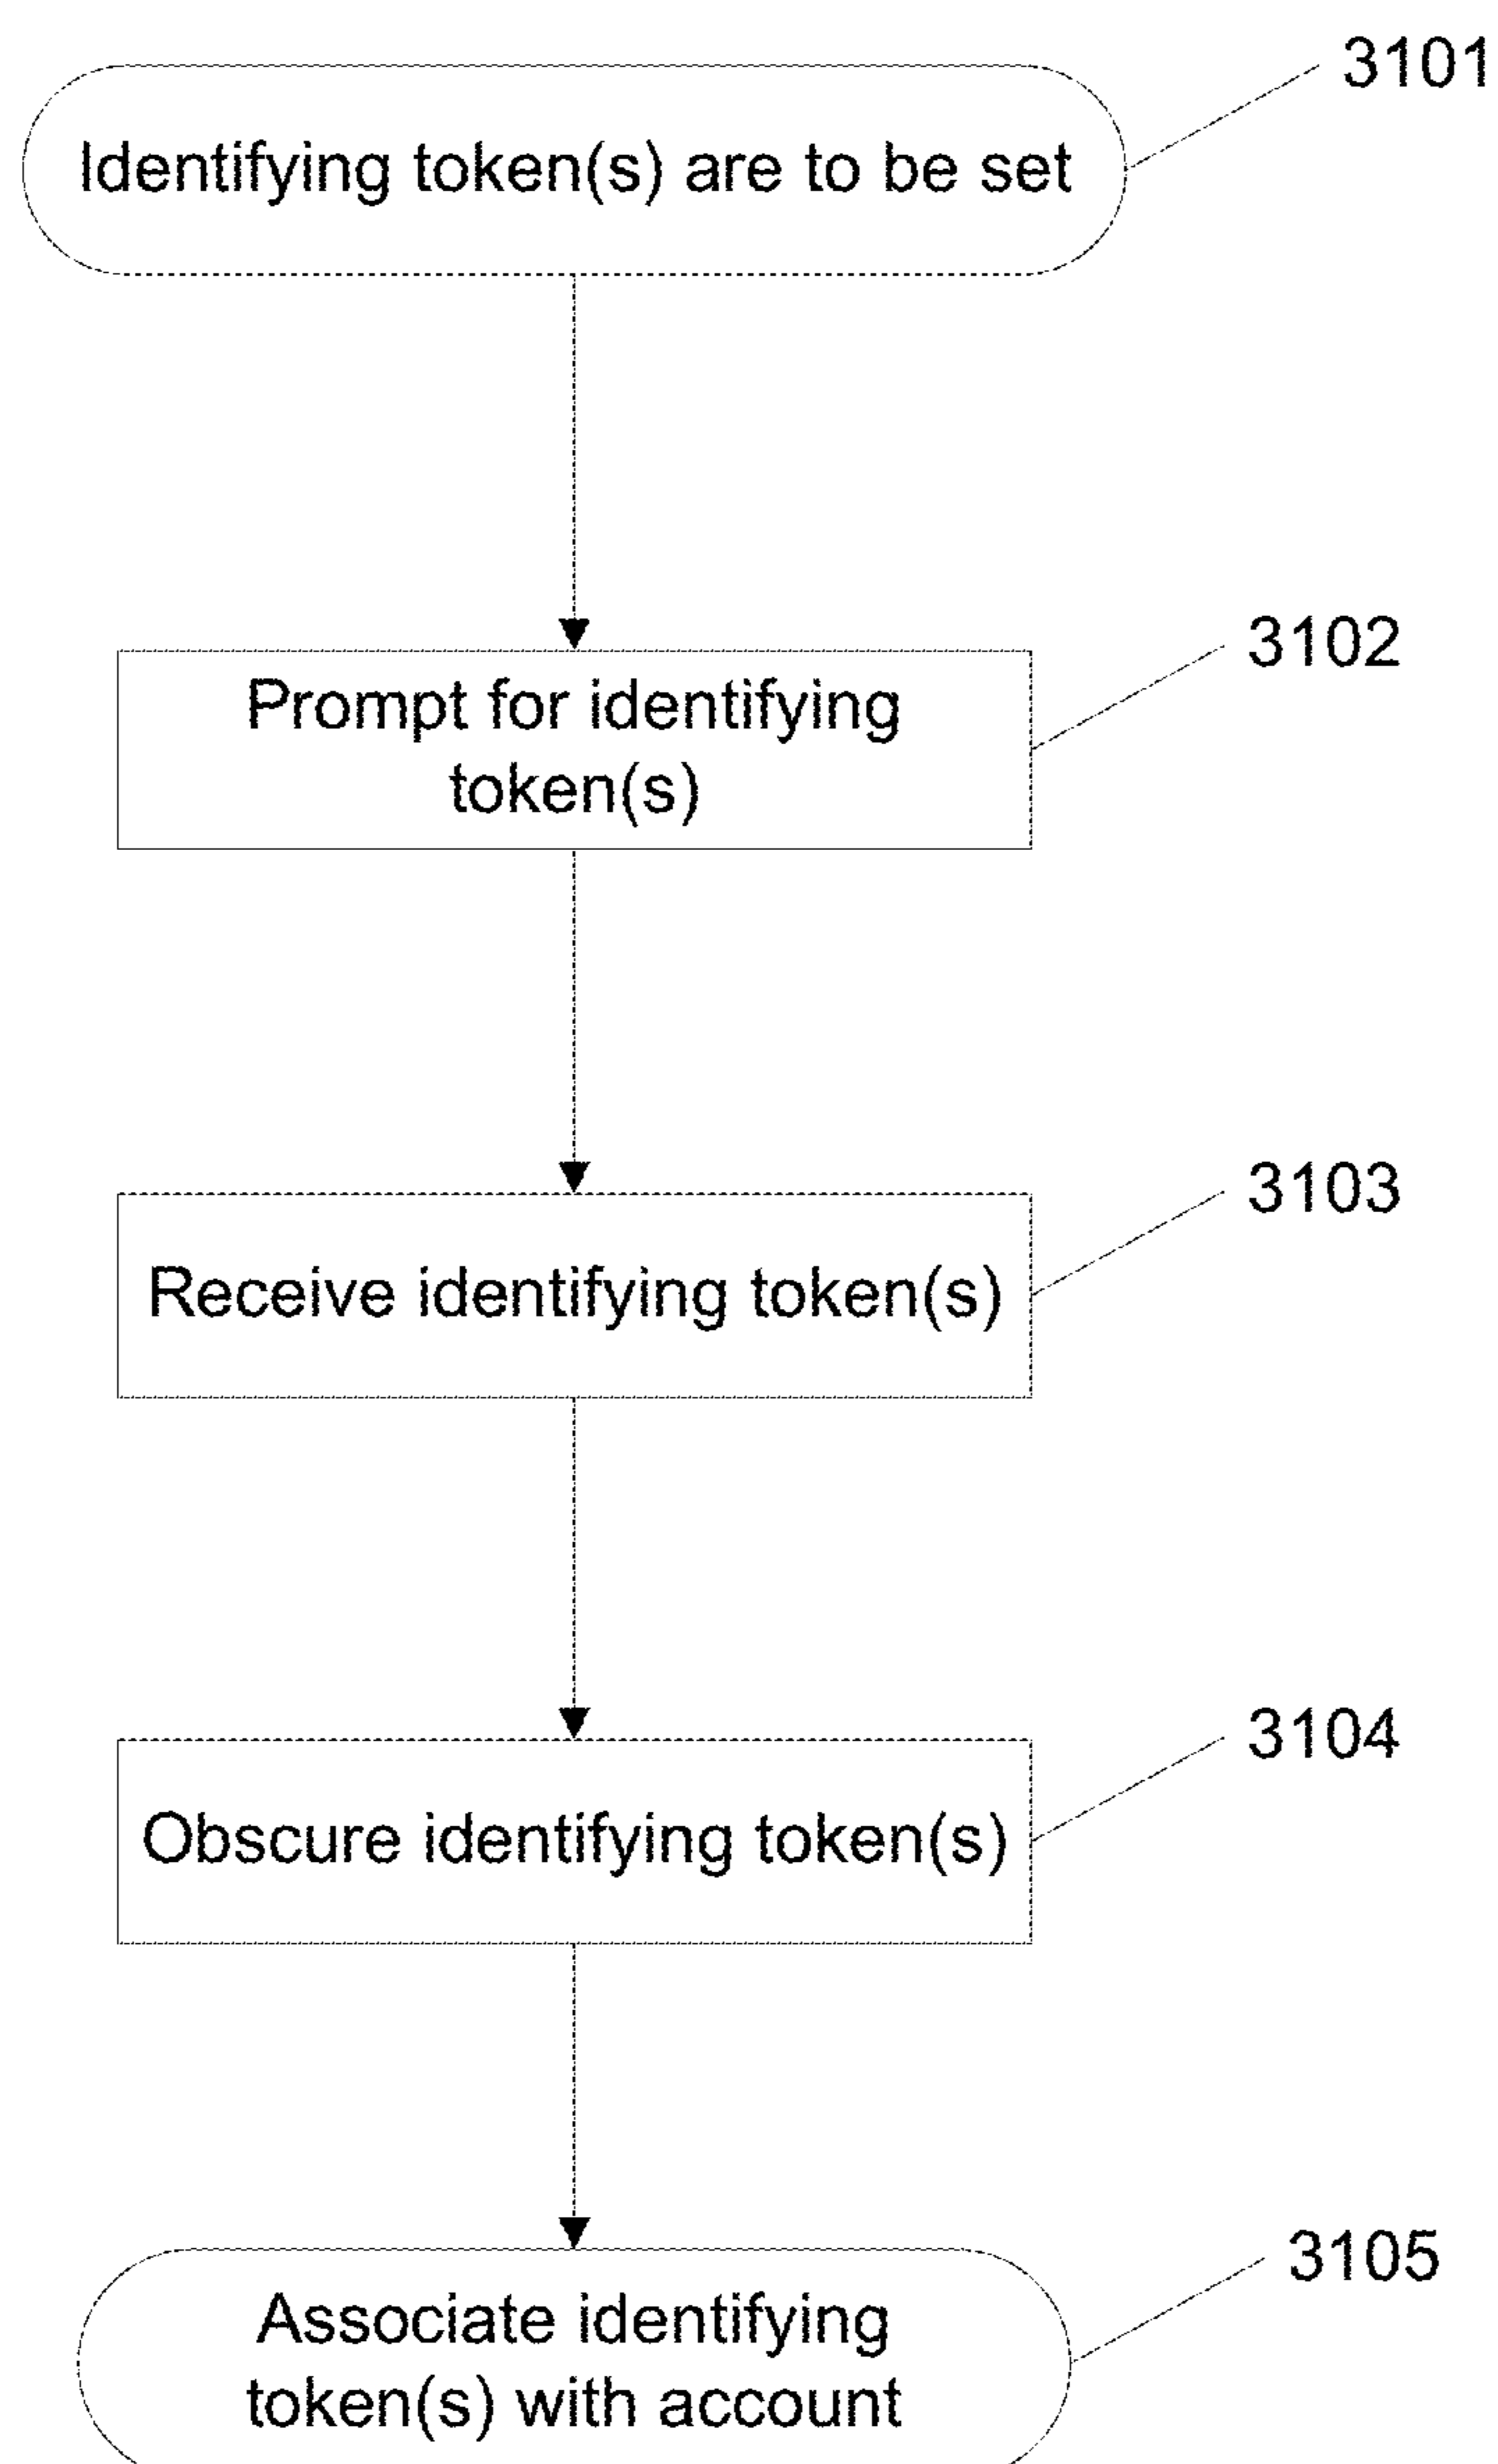 3101
Identifying token(s) are to be set
3102
Prompt for identifying
token(s)
3103
Receive identifying token(s)
3104
Obscure identifying token(s)
3105
Associate identifying
token(s) with account